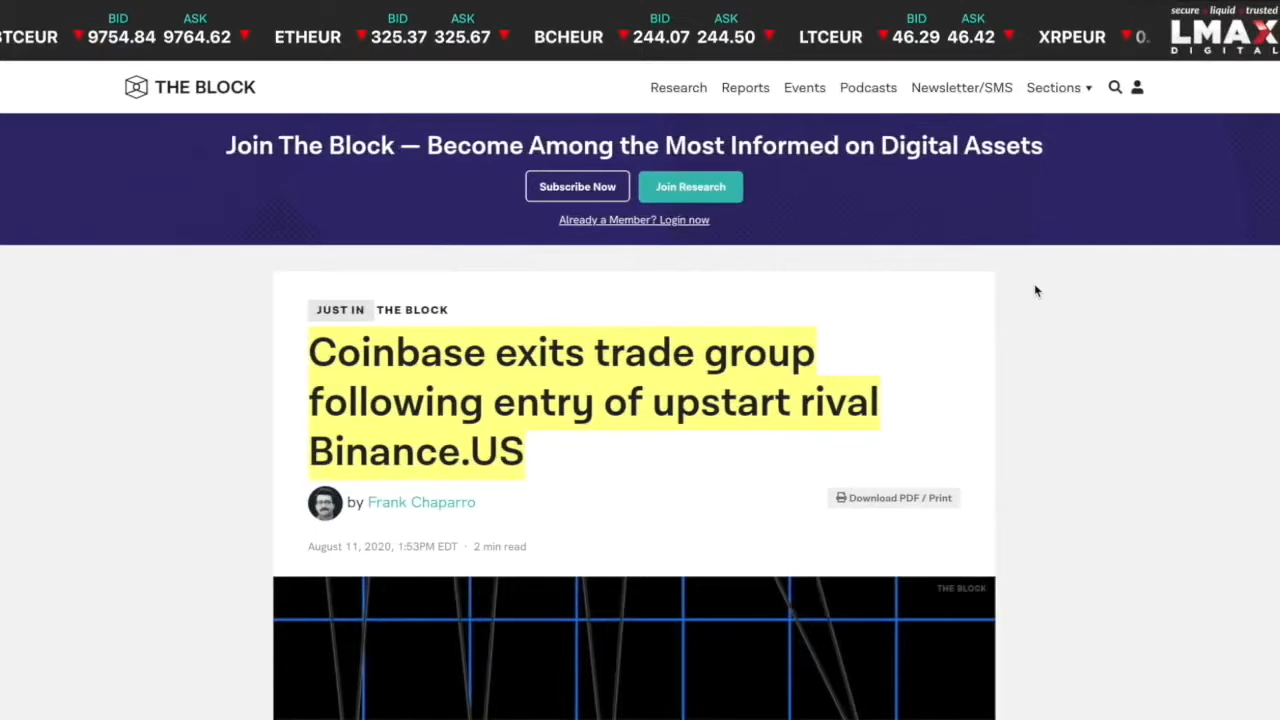 BID ASK BID ASK BID ASK BID ASK
TCEUR 9754.84 9764.62 ETHEUR 325.37 325.67 BCHEUR 244.07 244.50 LTCEUR 46.29 46.42 XRPEUR 0.
secure liquid trusted
LMAX
DIGITAL
THE BLOCK
Research Reports Events Podcasts Newsletter/SMS Sections
Join The Block — Become Among the Most Informed on Digital Assets
Subscribe Now Join Research
Already a Member? Login now
JUST IN THE BLOCK
Coinbase exits trade group
following entry of upstart rival
Binance.US
by Frank Chaparro
Download PDF / Print
August 11, 2020, 1:53PM EDT · 2 min read
THE BLOCK